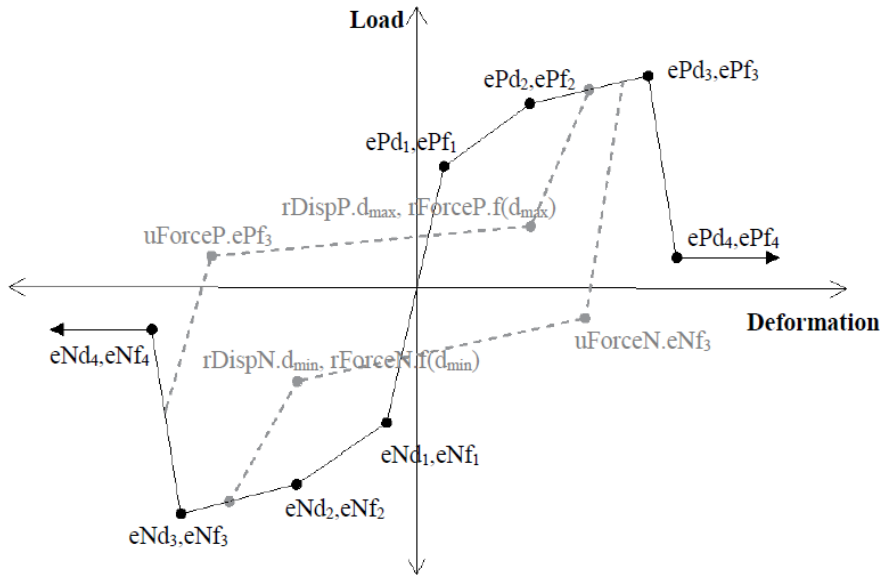 Load
ePd₃,ePf₃
ePd₂,ePf₂
ePd₁,ePf₁
rDispP.dₘₐₓ, rForceP.f(dₘₐₓ)
uForceP.ePf₃
ePd₄,ePf₄
Deformation
uForceN.eNf₃
eNd₄,eNf₄
rDispN.dₘᵢₙ, rForceN.f(dₘᵢₙ)
eNd₁,eNf₁
eNd₂,eNf₂
eNd₃,eNf₃